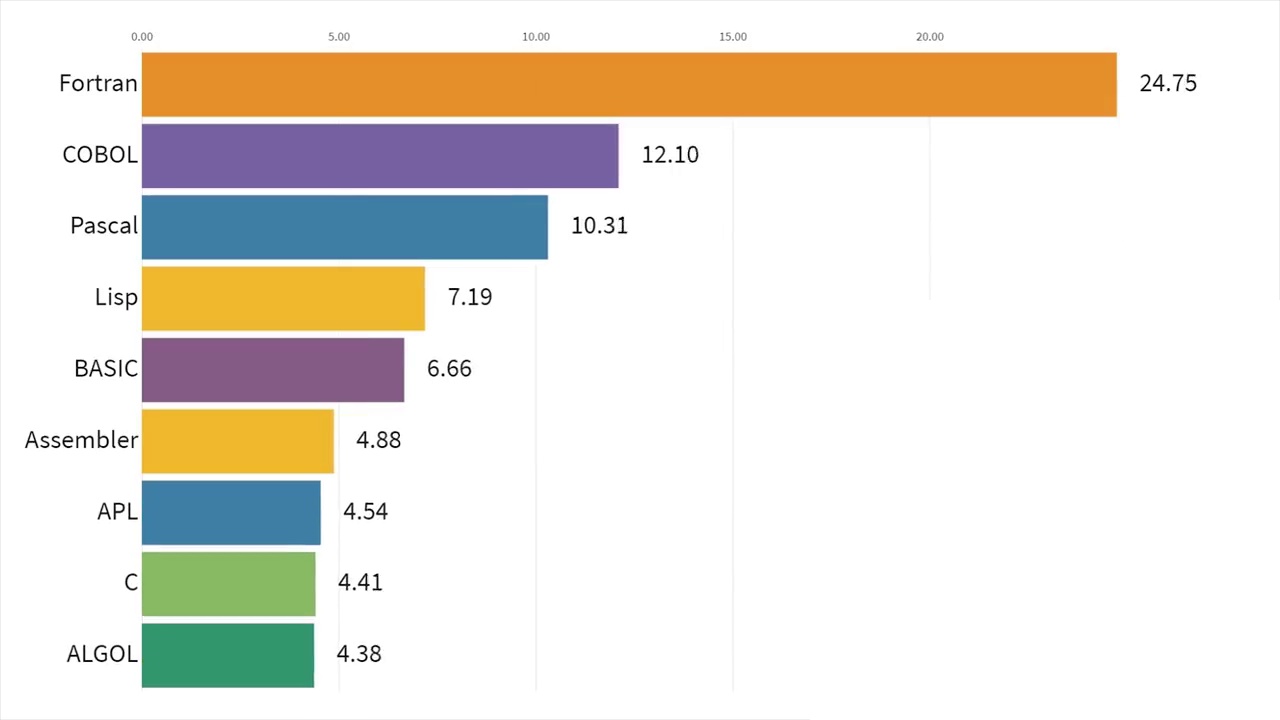 0.00 5.00 10.00 15.00 20.00
Fortran 24.75
COBOL 12.10
Pascal 10.31
Lisp 7.19
BASIC 6.66
Assembler 4.88
APL 4.54
C 4.41
ALGOL 4.38